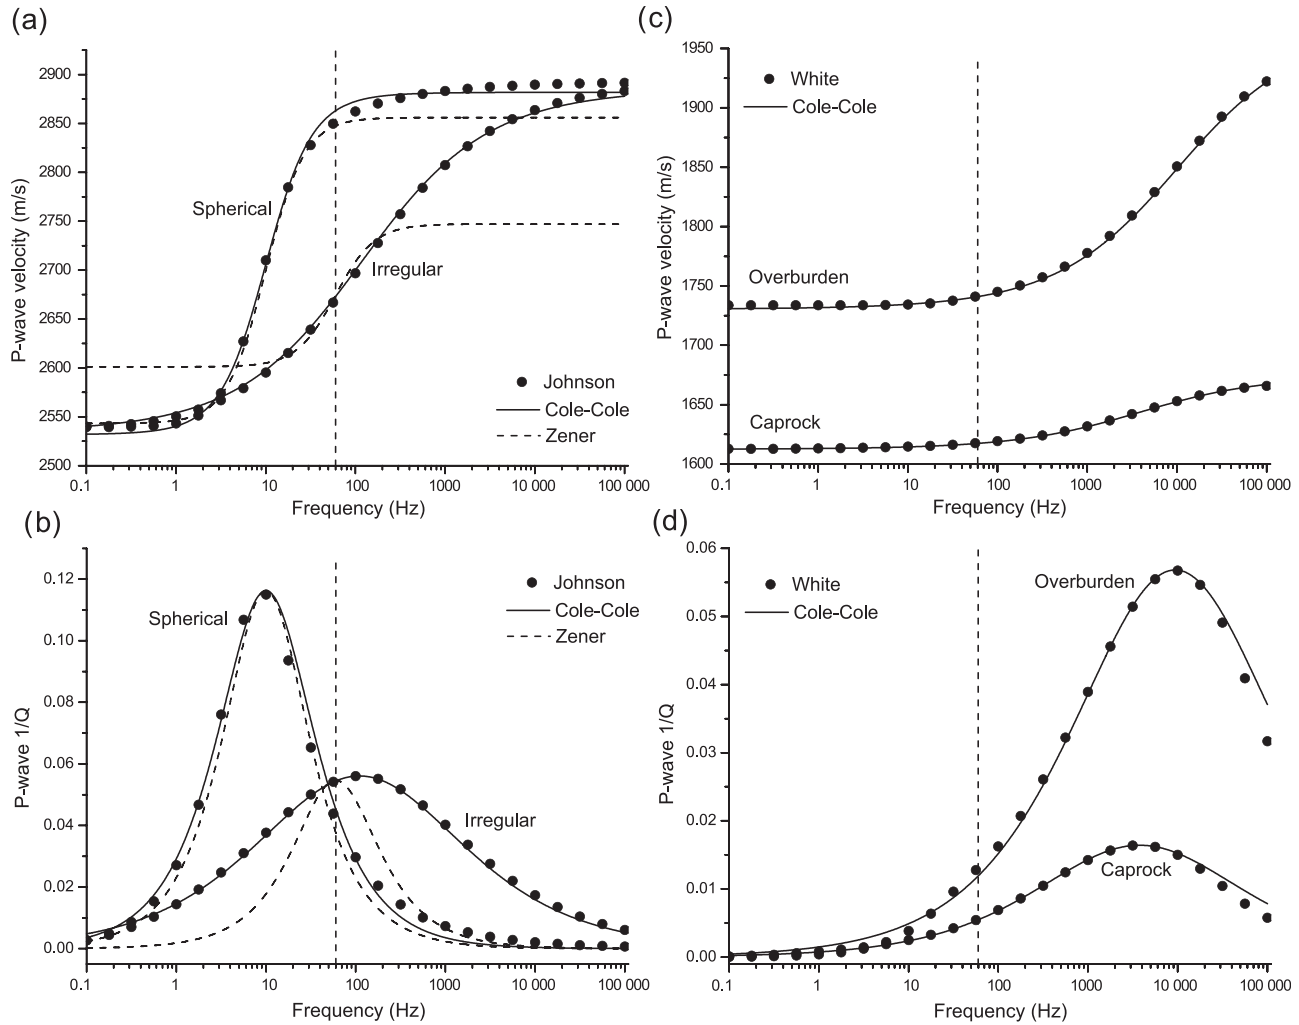 (a)
P-wave velocity (m/s)
2900
2850
2800
2750
2700
2650
2600
2550
2500
Spherical
Irregular
Johnson
Cole-Cole
Zener
0.1 1 10 100 1000 10 000 100 000
Frequency (Hz)
(c)
P-wave velocity (m/s)
1950
1900
1850
1800
1750
1700
1650
1600
White
Cole-Cole
Overburden
Caprock
0.1 1 10 100 1000 10 000 100 000
Frequency (Hz)
(b)
P-wave 1/Q
0.12
0.10
0.08
0.06
0.04
0.02
0.00
Spherical
Irregular
Johnson
Cole-Cole
Zener
0.1 1 10 100 1000 10 000 100 000
Frequency (Hz)
(d)
P-wave 1/Q
0.06
0.05
0.04
0.03
0.02
0.01
0.00
White
Cole-Cole
Overburden
Caprock
0.1 1 10 100 1000 10 000 100 000
Frequency (Hz)